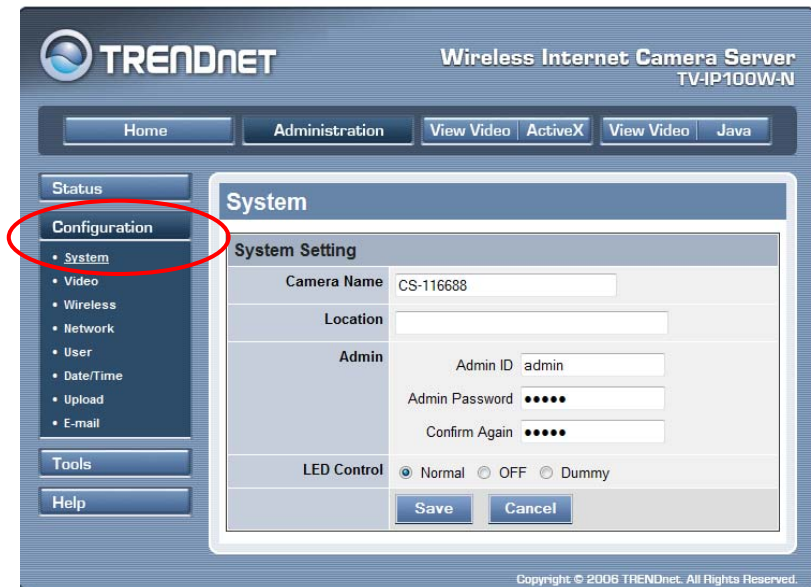 TRENDnet
Wireless Internet Camera Server
TV-IP100W-N
Home Administration View Video ActiveX View Video Java
Status
Configuration
• System
• Video
• Wireless
• Network
• User
• Date/Time
• Upload
• E-mail
Tools
Help
System
System Setting
Camera Name CS-116688
Location
Admin
Admin ID admin
Admin Password •••••
Confirm Again •••••
LED Control Normal OFF Dummy
Save Cancel
Copyright © 2006 TRENDnet. All Rights Reserved.